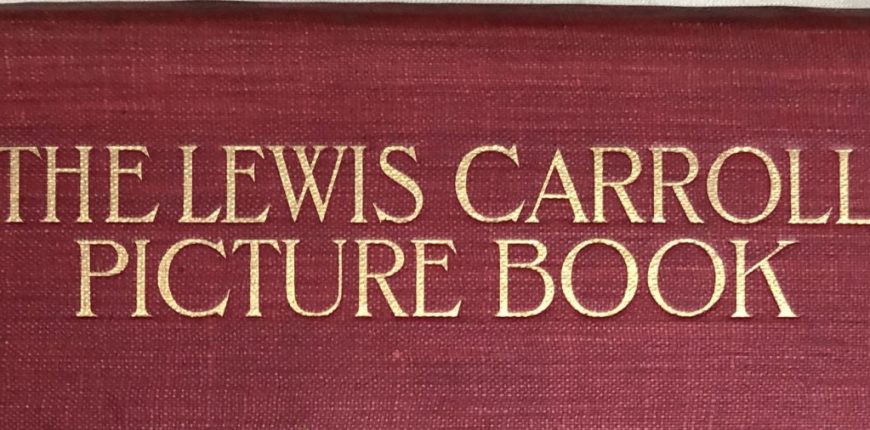 THE LEWIS CARROLL
PICTURE BOOK